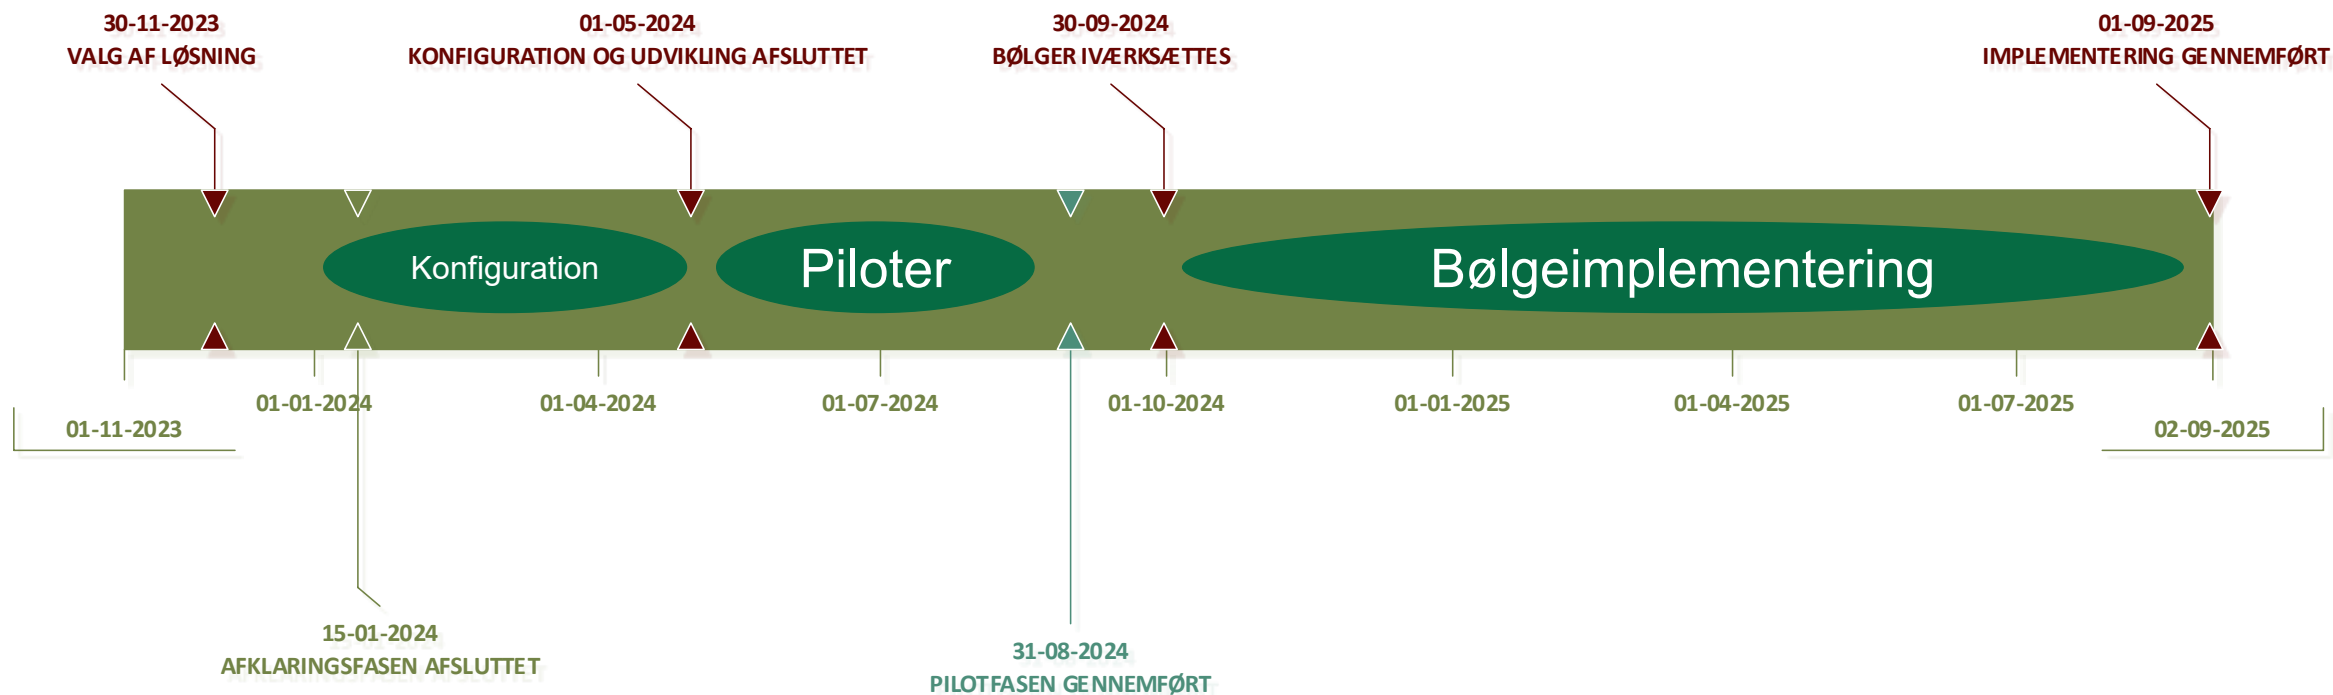 30-11-2023
VALG AF LØSNING
01-05-2024
KONFIGURATION OG UDVIKLING AFSLUTTET
30-09-2024
BØLGER IVÆRKSÆTTES
01-09-2025
IMPLEMENTERING GENNEMFØRT
Konfiguration
Piloter
Bølgeimplementering
01-01-2024
01-04-2024
01-07-2024
01-10-2024
01-01-2025
01-04-2025
01-07-2025
01-11-2023
02-09-2025
15-01-2024
AFKLARINGSFASEN AFSLUTTET
31-08-2024
PILOTFASEN GENNEMFØRT